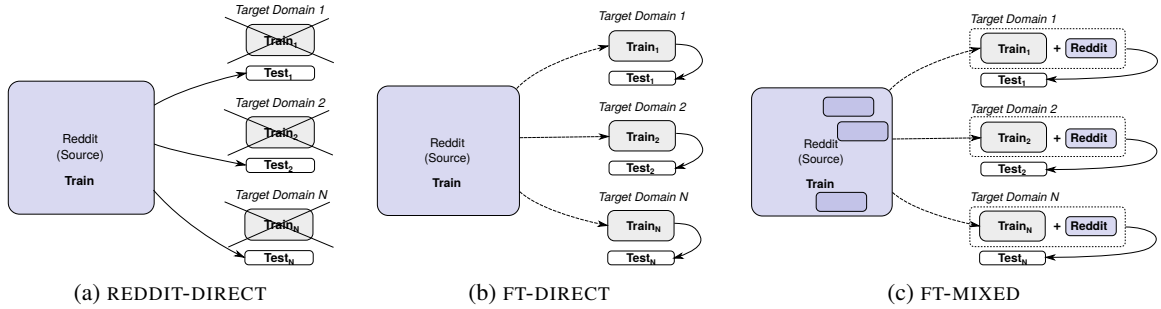 Target Domain 1
Train1
Test1
Target Domain 2
Train2
Test2
Target Domain N
TrainN
TestN
Reddit
(Source)
Train
(a) REDDIT-DIRECT
Target Domain 1
Train1
Test1
Target Domain 2
Train2
Test2
Target Domain N
TrainN
TestN
Reddit
(Source)
Train
(b) FT-DIRECT
Target Domain 1
Train1 + Reddit
Test1
Target Domain 2
Train2 + Reddit
Test2
Target Domain N
TrainN + Reddit
TestN
Reddit
(Source)
Train
(c) FT-MIXED